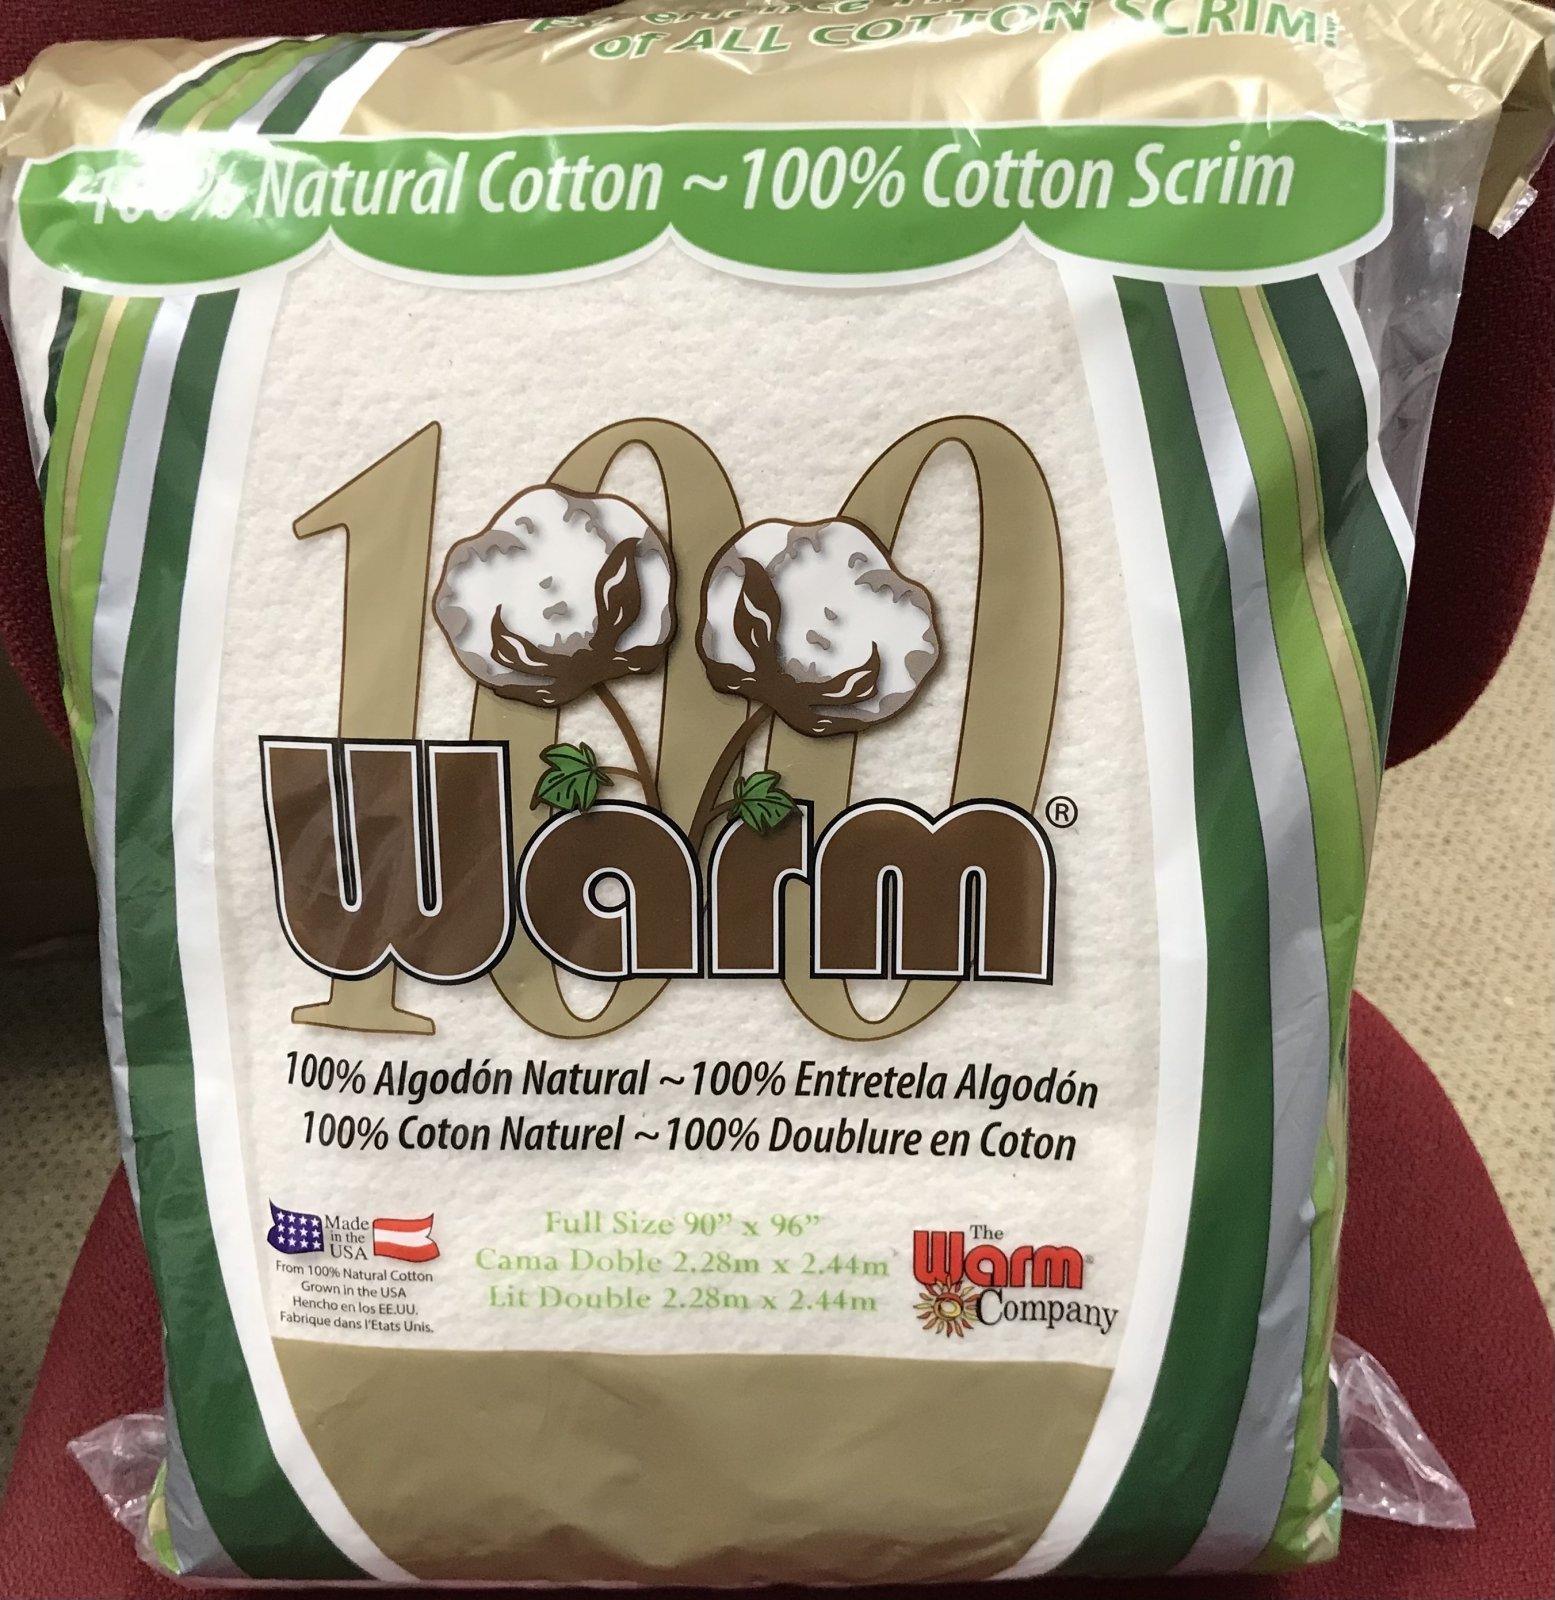 of ALL COTTON SCRIM!
100% Natural Cotton ~ 100% Cotton Scrim
100
Warm®
100% Algodón Natural ~ 100% Entretela Algodón
100% Coton Naturel ~ 100% Doublure en Coton
Made
in the
USA
From 100% Natural Cotton
Grown in the USA
Hencho en los EE.UU.
Fabrique dans l'Etats Unis.
Full Size 90" x 96"
Cama Doble 2.28m x 2.44m
Lit Double 2.28m x 2.44m
The
Warm®
Company